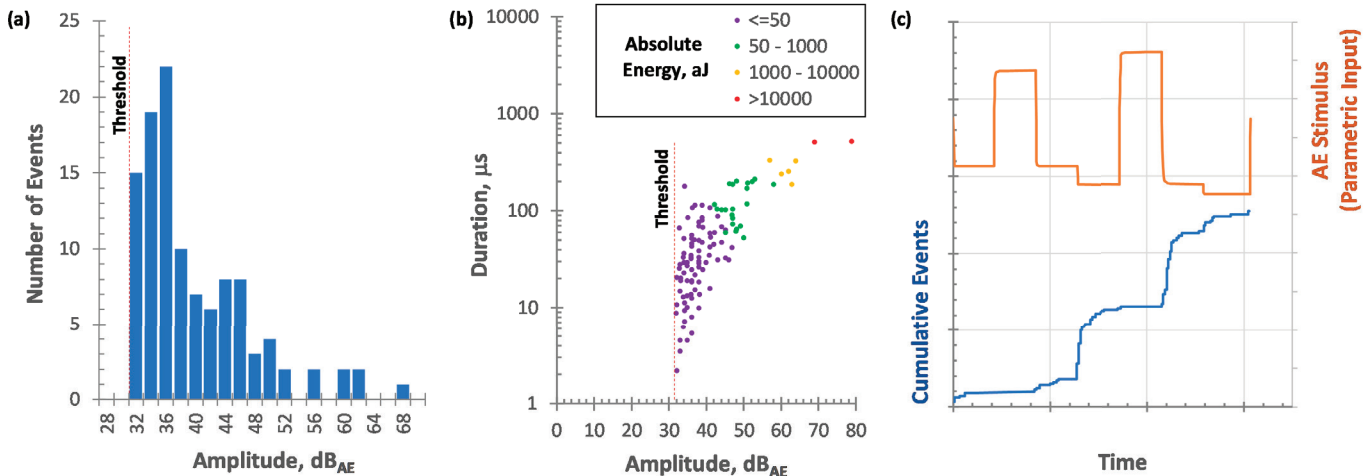 (a)
25
20
15
10
5
0
Number of Events
Threshold
28
32
36
40
44
48
52
56
60
64
68
Amplitude, dBAE
(b)
10000
1000
100
10
1
Duration, μs
Threshold
Absolute
Energy, aJ
<=50
50 - 1000
1000 - 10000
>10000
0
10
20
30
40
50
60
70
80
Amplitude, dBAE
(c)
Cumulative Events
AE Stimulus
(Parametric Input)
Time